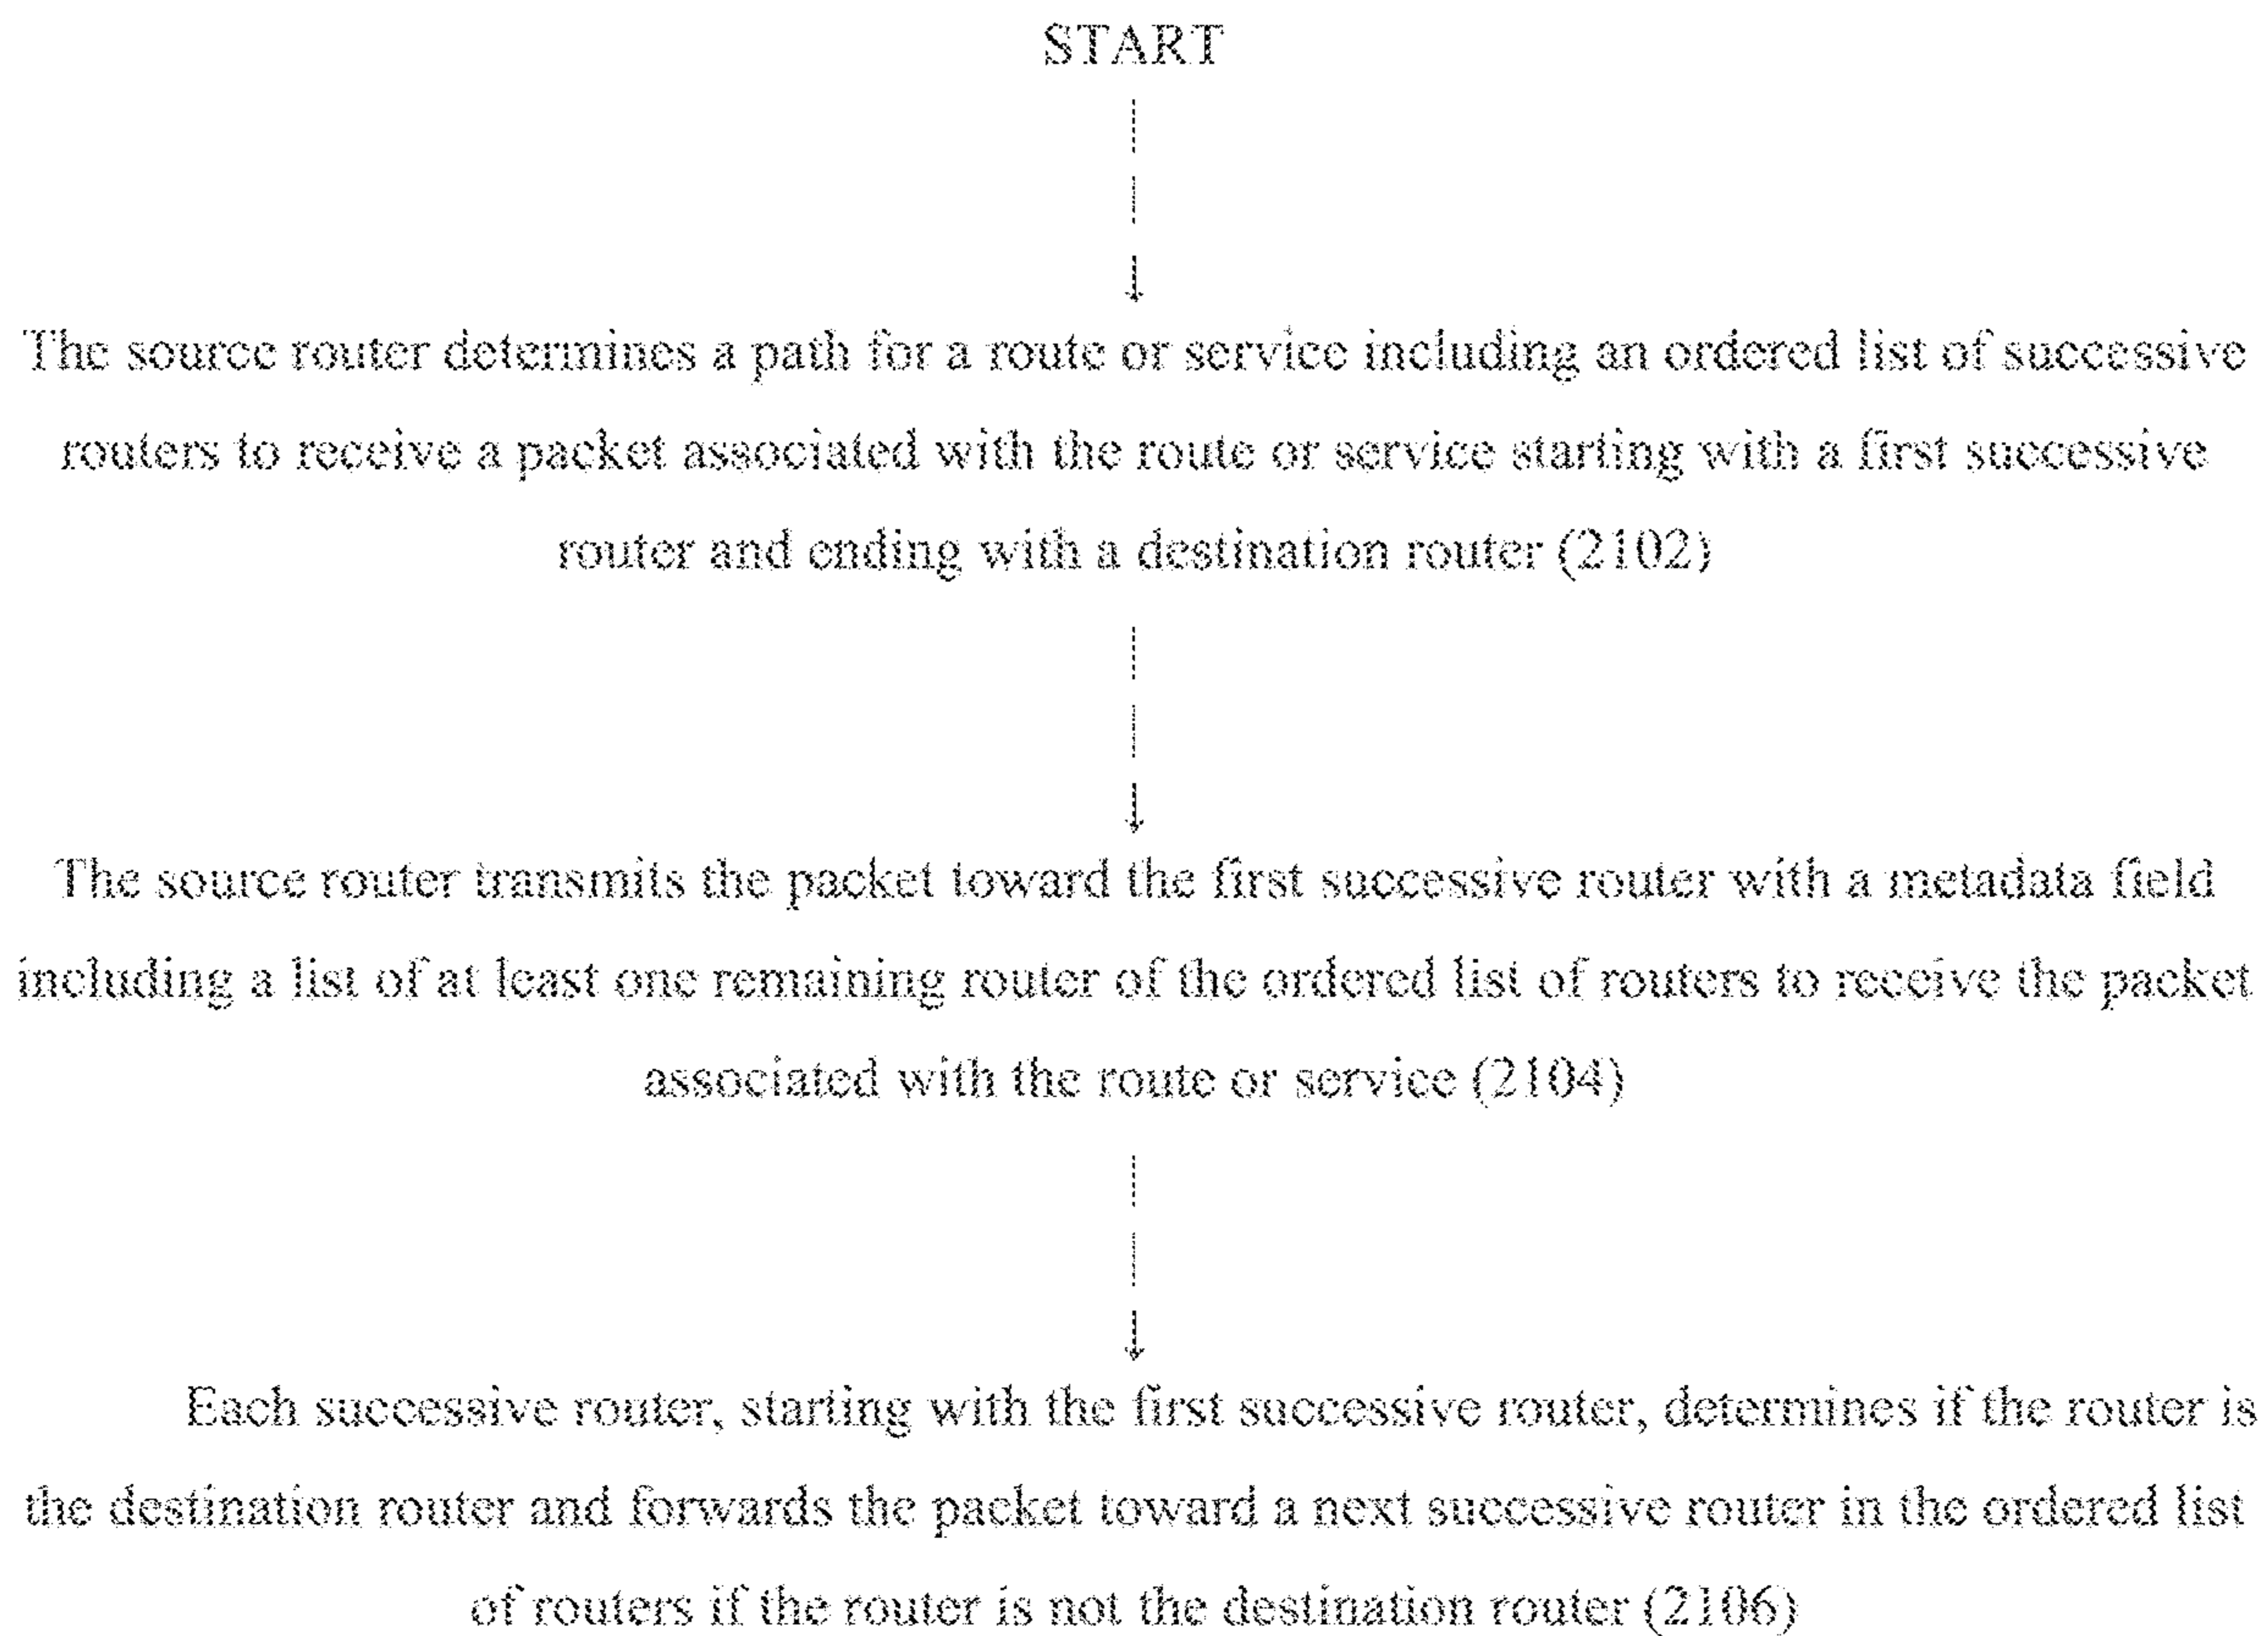 START
The source router determines a path for a route or service including an ordered list of successive
routers to receive a packet associated with the route or service starting with a first successive
router and ending with a destination router (2102)
The source router transmits the packet toward the first successive router with a metadata field
including a list of at least one remaining router of the ordered list of routers to receive the packet
associated with the route or service (2104)
Each successive router, starting with the first successive router, determines if the router is
the destination router and forwards the packet toward a next successive router in the ordered list
of routers if the router is not the destination router (2106)